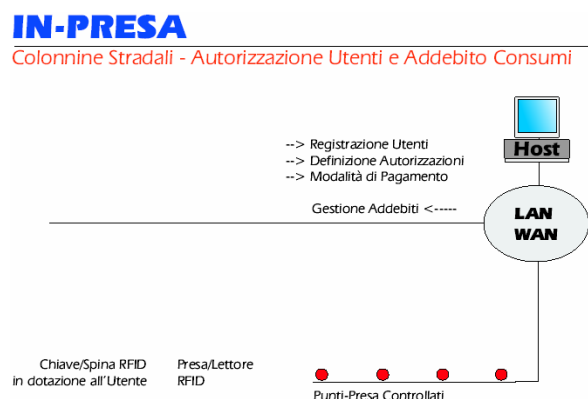 IN-PRESA
Colonnine Stradali - Autorizzazione Utenti e Addebito Consumi
--> Registrazione Utenti
--> Definizione Autorizzazioni
--> Modalità di Pagamento
Host
Gestione Addebiti <-----
LAN
WAN
Chiave/Spina RFID
in dotazione all'Utente
Presa/Lettore
RFID
Punti-Presa Controllati